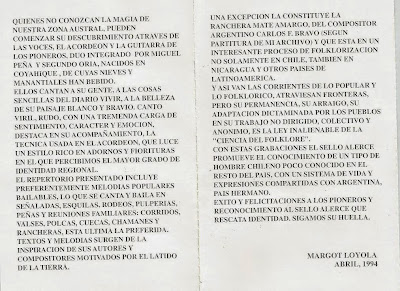 QUIENES NO CONOZCAN LA MAGIA DE
NUESTRA ZONA AUSTRAL, PUEDEN
COMENZAR SU DESCUBRIMIENTO ATRAVES DE
LAS VOCES, EL ACORDEON Y LA GUITARRA DE
LOS PIONEROS, DUO INTEGRADO POR MIGUEL
PEÑA Y SEGUNDO ORIA, NACIDOS EN
COYAHIQUE, DE CUYAS NIEVES Y
MANANTIALES HAN BEBIDO.
ELLOS CANTAN A SU GENTE, A LAS COSAS
SENCILLAS DEL DIARIO VIVIR, A LA BELLEZA
DE SU PAISAJE BLANCO Y BRAVIO, CANTO
VIRIL, RUDO, CON UNA TREMENDA CARGA DE
SENTIMIENTO, CARACTER Y EMOCION,
DESTACA EN SU ACOMPAÑAMIENTO, LA
TECNICA USADA EN EL ACORDEON, QUE LUCE
UN ESTILO RICO EN ADORNOS Y FIORITURAS
EN EL QUE PERCIBIMOS EL MAYOR GRADO DE
IDENTIDAD REGIONAL.
EL REPERTORIO PRESENTADO INCLUYE
PREFERENTEMENTE MELODIAS POPULARES
BAILABLES, LO QUE SE CANTA Y BAILA EN
SEÑALADAS, ESQUILAS, RODEOS, PULPERIAS,
PEÑAS Y REUNIONES FAMILIARES: CORRIDOS,
VALSES, POLCAS, CUECAS, CHAMANES Y
RANCHERAS, ESTA ULTIMA LA PREFERIDA.
TEXTOS Y MELODIAS SURGEN DE LA
INSPIRACION DE SUS AUTORES Y
COMPOSITORES MOTIVADOS POR EL LATIDO
DE LA TIERRA.
UNA EXCEPCION LA CONSTITUYE LA
RANCHERA MATE AMARGO, DEL COMPOSITOR
ARGENTINO CARLOS F. BRAVO (SEGUN
PARTITURA DE MI ARCHIVO) Y QUE ESTA EN UN
INTERESANTE PROCESO DE FOLKLORIZACION
NO SOLAMENTE EN CHILE, TAMBIEN EN
NICARAGUA Y OTROS PAISES DE
LATINOAMERICA.
Y ASI VAN LAS CORRIENTES DE LO POPULAR Y
LO FOLKLORICO, ATRAVIESAN FRONTERAS,
PERO SU PERMANENCIA, SU ARRAIGO, SU
ADAPTACION DICTAMINADA POR LOS PUEBLOS
EN SU TRABAJO NO DIRIGIDO, COLECTIVO Y
ANONIMO, ES LA LEY INALIENABLE DE LA
"CIENCIA DEL FOLKLORE".
CON ESTAS GRABACIONES EL SELLO ALERCE
PROMUEVE EL CONOCIMIENTO DE UN TIPO DE
HOMBRE CHILENO POCO CONOCIDO EN EL
RESTO DEL PAIS, CON UN SISTEMA DE VIDA Y
EXPRESIONES COMPARTIDAS CON ARGENTINA,
PAIS HERMANO.
EXITO Y FELICITACIONES A LOS PIONEROS Y
RECONOCIMIENTO AL SELLO ALERCE QUE
RESCATA IDENTIDAD. SIGAMOS SU HUELLA.
MARGOT LOYOLA
ABRIL, 1994